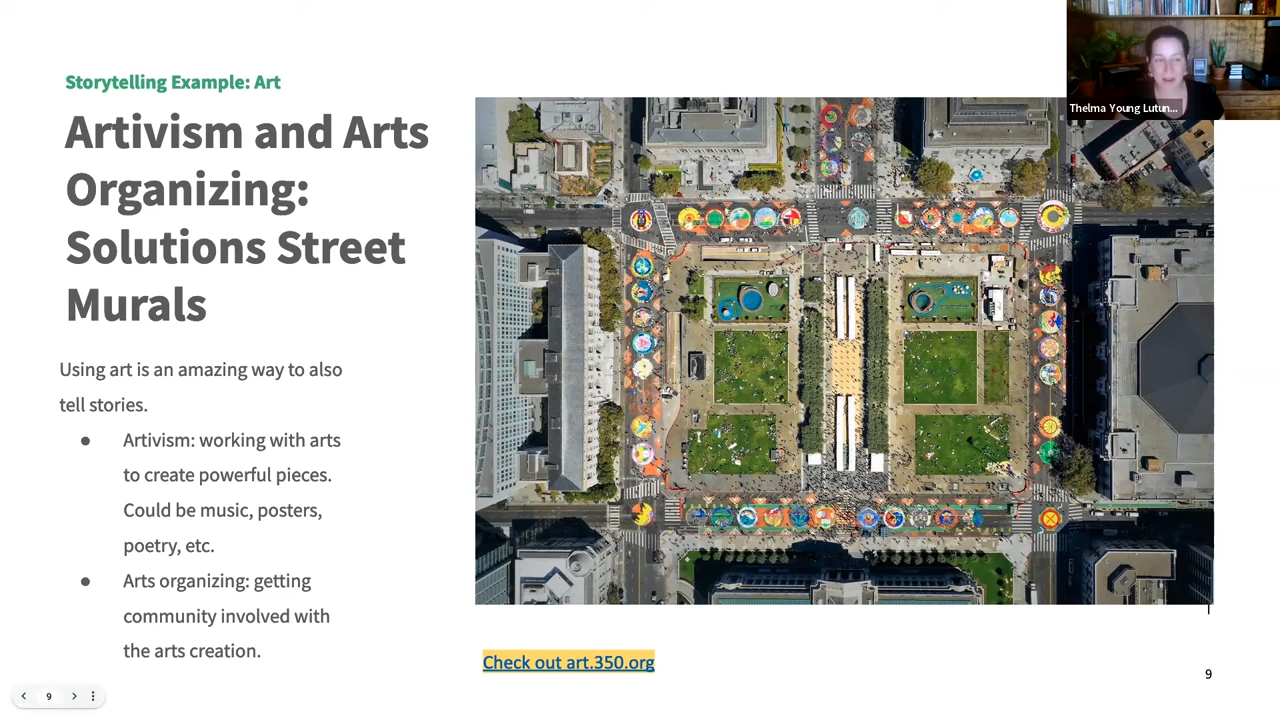 Storytelling Example: Art
Artivism and Arts
Organizing:
Solutions Street
Murals
Using art is an amazing way to also
tell stories.
● Artivism: working with arts
to create powerful pieces.
Could be music, posters,
poetry, etc.
● Arts organizing: getting
community involved with
the arts creation.
Thelma Young Lutun...
Check out art.350.org
9
9